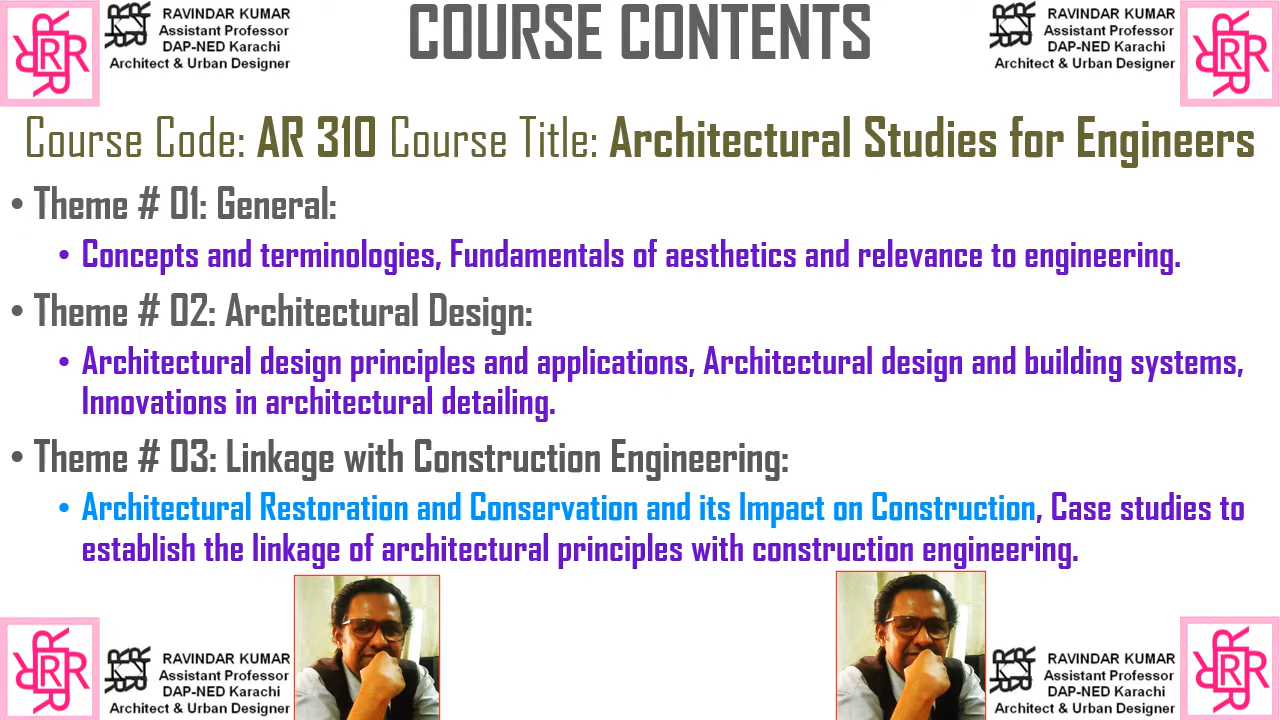 COURSE CONTENTS
RAVINDAR KUMAR
Assistant Professor
DAP-NED Karachi
Architect & Urban Designer
RAVINDAR KUMAR
Assistant Professor
DAP-NED Karachi
Architect & Urban Designer
Course Code: AR 310 Course Title: Architectural Studies for Engineers
• Theme # 01: General:
• Concepts and terminologies, Fundamentals of aesthetics and relevance to engineering.
• Theme # 02: Architectural Design:
• Architectural design principles and applications, Architectural design and building systems,
Innovations in architectural detailing.
• Theme # 03: Linkage with Construction Engineering:
• Architectural Restoration and Conservation and its Impact on Construction, Case studies to
establish the linkage of architectural principles with construction engineering.
RAVINDAR KUMAR
Assistant Professor
DAP-NED Karachi
Architect & Urban Designer
RAVINDAR KUMAR
Assistant Professor
DAP-NED Karachi
Architect & Urban Designer